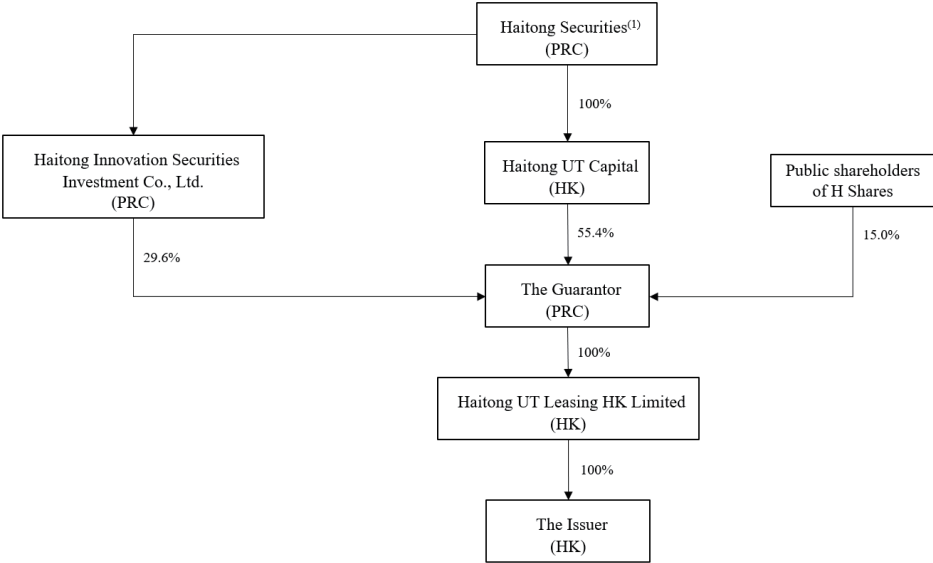 Haitong Securities(1)
(PRC)
100%
Haitong Innovation Securities
Investment Co., Ltd.
(PRC)
Haitong UT Capital
(HK)
Public shareholders
of H Shares
29.6%
55.4%
15.0%
The Guarantor
(PRC)
100%
Haitong UT Leasing HK Limited
(HK)
100%
The Issuer
(HK)